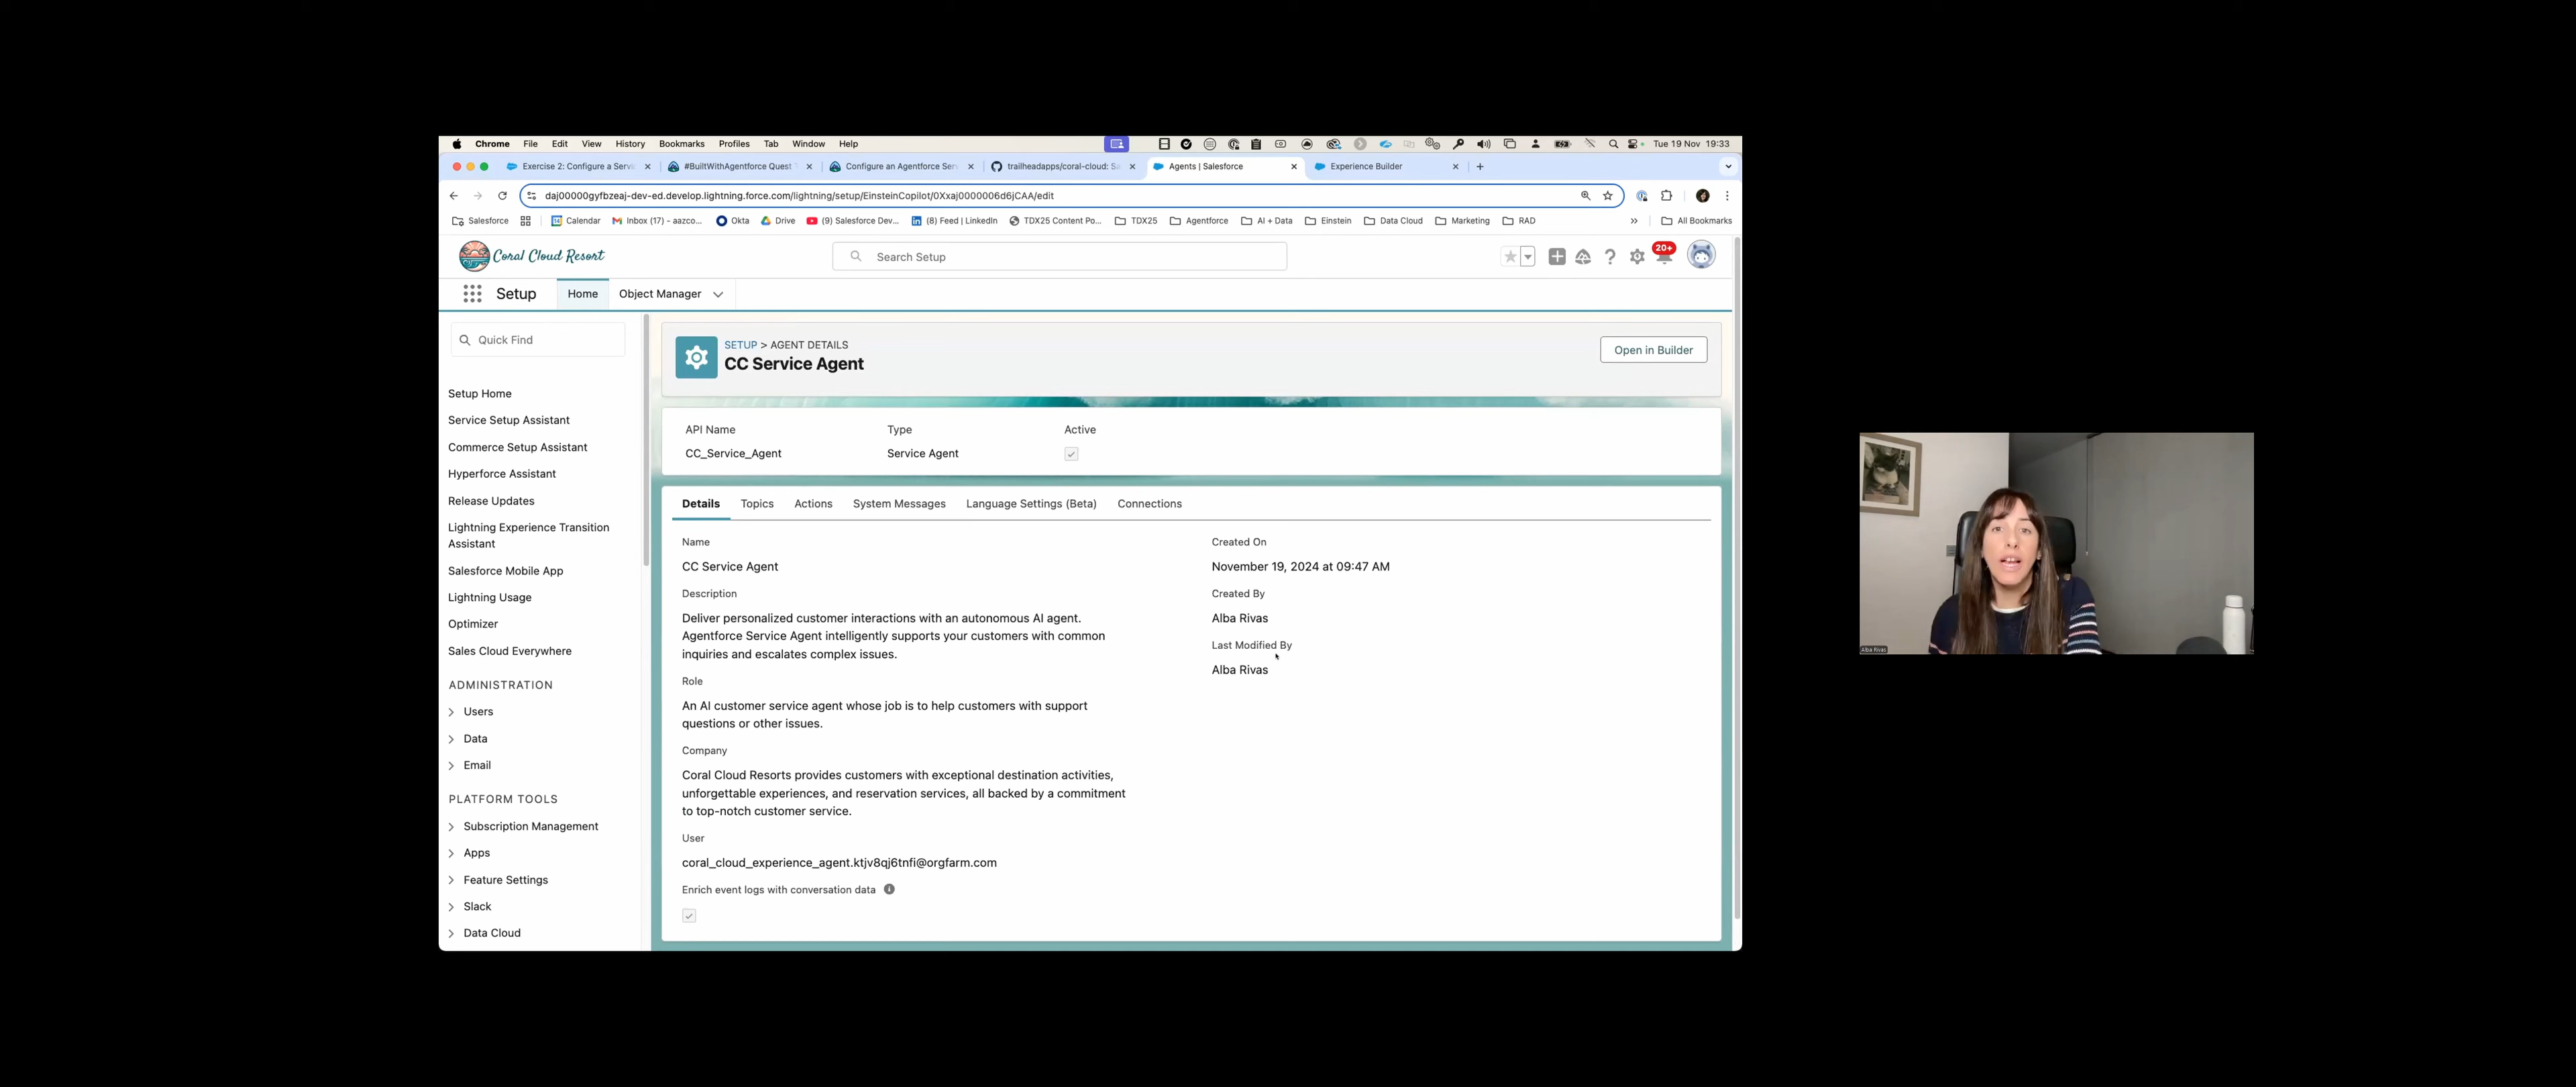 Chrome File Edit View History Bookmarks Profiles Tab Window Help Tue 19 Nov 19:33
Exercise 2: Configure a Servi #BuiltWithAgentforce Quest Configure an Agentforce Serv trailheadapps/coral-cloud: Sa Agents | Salesforce Experience Builder
daj00000gyfbzeaj-dev-ed.develop.lightning.force.com/lightning/setup/EinsteinCopilot/0Xxaj0000006d6jCAA/edit
Salesforce Calendar Inbox (17) - aazco... Okta Drive (9) Salesforce Dev... (8) Feed | LinkedIn TDX25 Content Po... TDX25 Agentforce AI + Data Einstein Data Cloud Marketing RAD » All Bookmarks
Coral Cloud Resort Search Setup 20+
Setup Home Object Manager
Quick Find
Setup Home
Service Setup Assistant
Commerce Setup Assistant
Hyperforce Assistant
Release Updates
Lightning Experience Transition
Assistant
Salesforce Mobile App
Lightning Usage
Optimizer
Sales Cloud Everywhere
ADMINISTRATION
Users
Data
Email
PLATFORM TOOLS
Subscription Management
Apps
Feature Settings
Slack
Data Cloud
SETUP > AGENT DETAILS
CC Service Agent
Open in Builder
API Name Type Active
CC_Service_Agent Service Agent
Details Topics Actions System Messages Language Settings (Beta) Connections
Name
CC Service Agent
Description
Deliver personalized customer interactions with an autonomous AI agent.
Agentforce Service Agent intelligently supports your customers with common
inquiries and escalates complex issues.
Role
An AI customer service agent whose job is to help customers with support
questions or other issues.
Company
Coral Cloud Resorts provides customers with exceptional destination activities,
unforgettable experiences, and reservation services, all backed by a commitment
to top-notch customer service.
User
coral_cloud_experience_agent.ktjv8qj6tnfi@orgfarm.com
Enrich event logs with conversation data
Created On
November 19, 2024 at 09:47 AM
Created By
Alba Rivas
Last Modified By
Alba Rivas
Alba Rivas